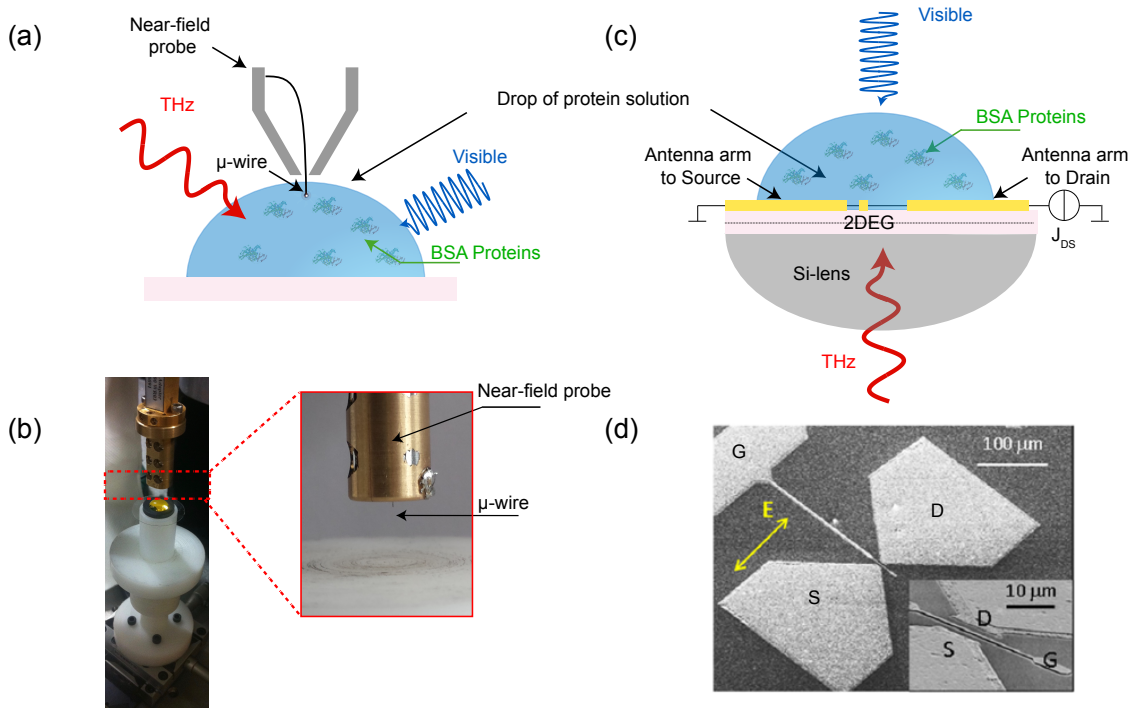 (a)
Near-field
probe
THz
μ-wire
Drop of protein solution
Visible
BSA Proteins
(c)
Visible
BSA Proteins
Antenna arm
to Source
Antenna arm
to Drain
2DEG
J_DS
Si-lens
THz
(b)
Near-field probe
μ-wire
(d)
G
100 μm
E
D
S
10 μm
D
S
G